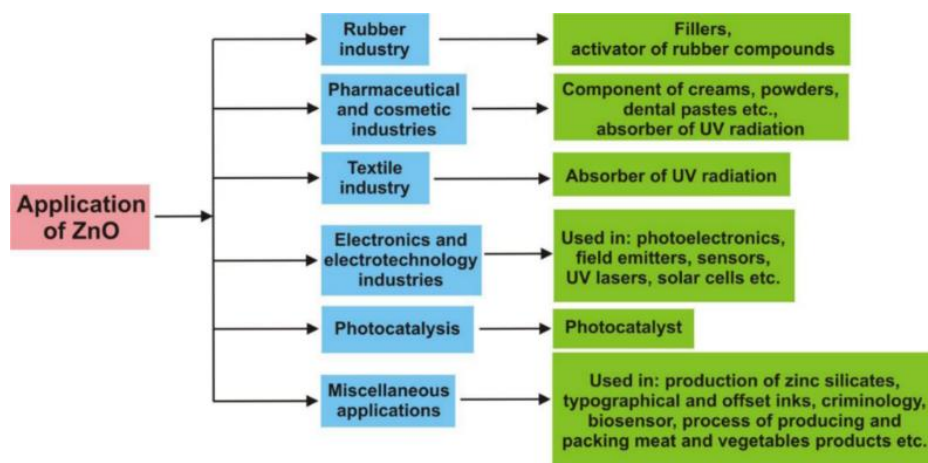 Application
of ZnO
Rubber
industry
Fillers,
activator of rubber compounds
Pharmaceutical
and cosmetic
industries
Component of creams, powders,
dental pastes etc.,
absorber of UV radiation
Textile
industry
Absorber of UV radiation
Electronics and
electrotechnology
industries
Used in: photoelectronics,
field emitters, sensors,
UV lasers, solar cells etc.
Photocatalysis
Photocatalyst
Miscellaneous
applications
Used in: production of zinc silicates,
typographical and offset inks, criminology,
biosensor, process of producing and
packing meat and vegetables products etc.